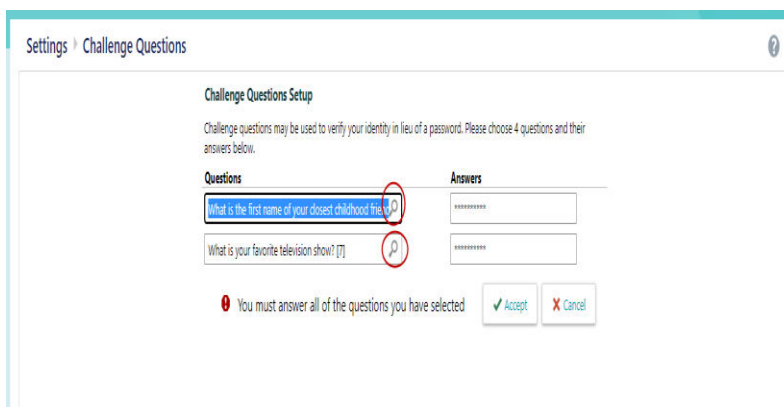 Settings Challenge Questions
Challenge Questions Setup
Challenge questions may be used to verify your identity in lieu of a password. Please choose 4 questions and their
answers below.
Questions Answers
What is the first name of your closest childhood friend **********
What is your favorite television show? [7] **********
You must answer all of the questions you have selected Accept Cancel